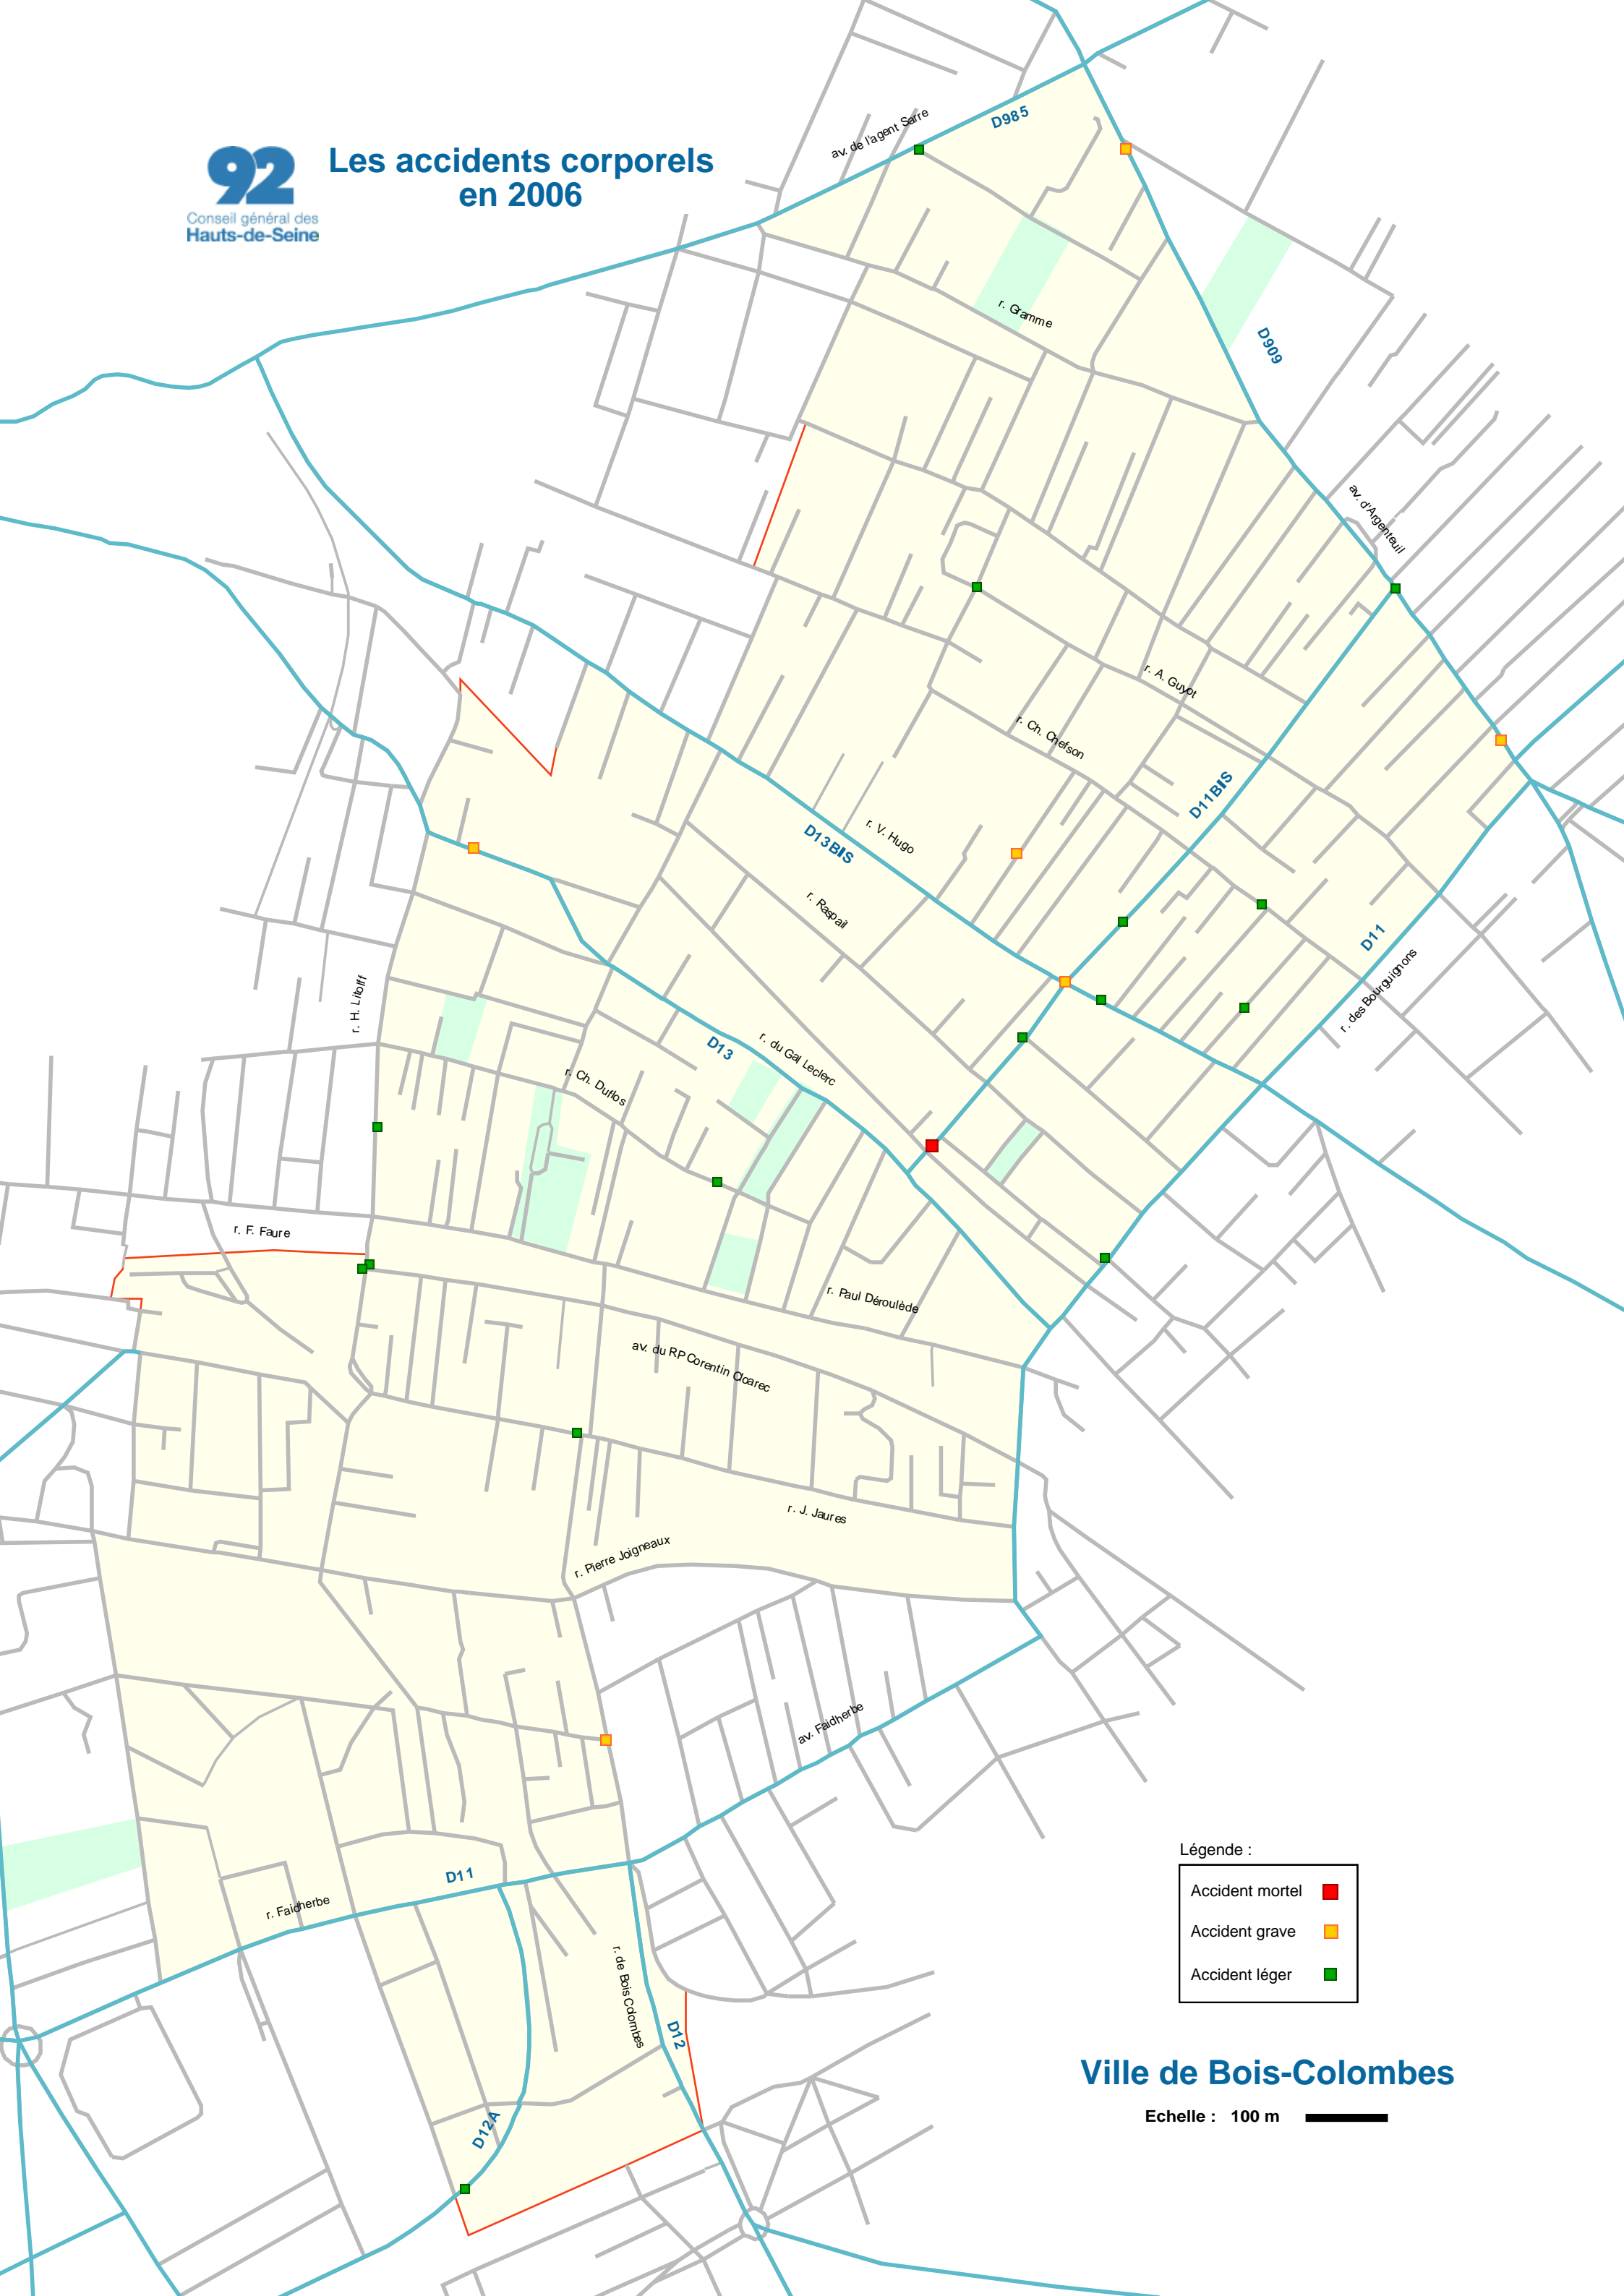 92
Conseil général des
Hauts-de-Seine
Les accidents corporels
en 2006
av. de l'agent Sarre
D985
r. Gramme
D909
av. d'Argenteuil
r. A. Guyot
r. Ch. Chefson
D11BIS
D13BIS
r. V. Hugo
r. Raspail
D11
r. des Bourguignons
r. H. Litolff
D13
r. du Gal Leclerc
r. Ch. Duflos
r. F. Faure
r. Paul Déroulède
av. du RP Corentin Cloarec
r. J. Jaures
r. Pierre Joigneaux
av. Faidherbe
D11
r. Faidherbe
r. de Bois Colombes
D12
D12A
Légende :
Accident mortel
Accident grave
Accident léger
Ville de Bois-Colombes
Echelle : 100 m